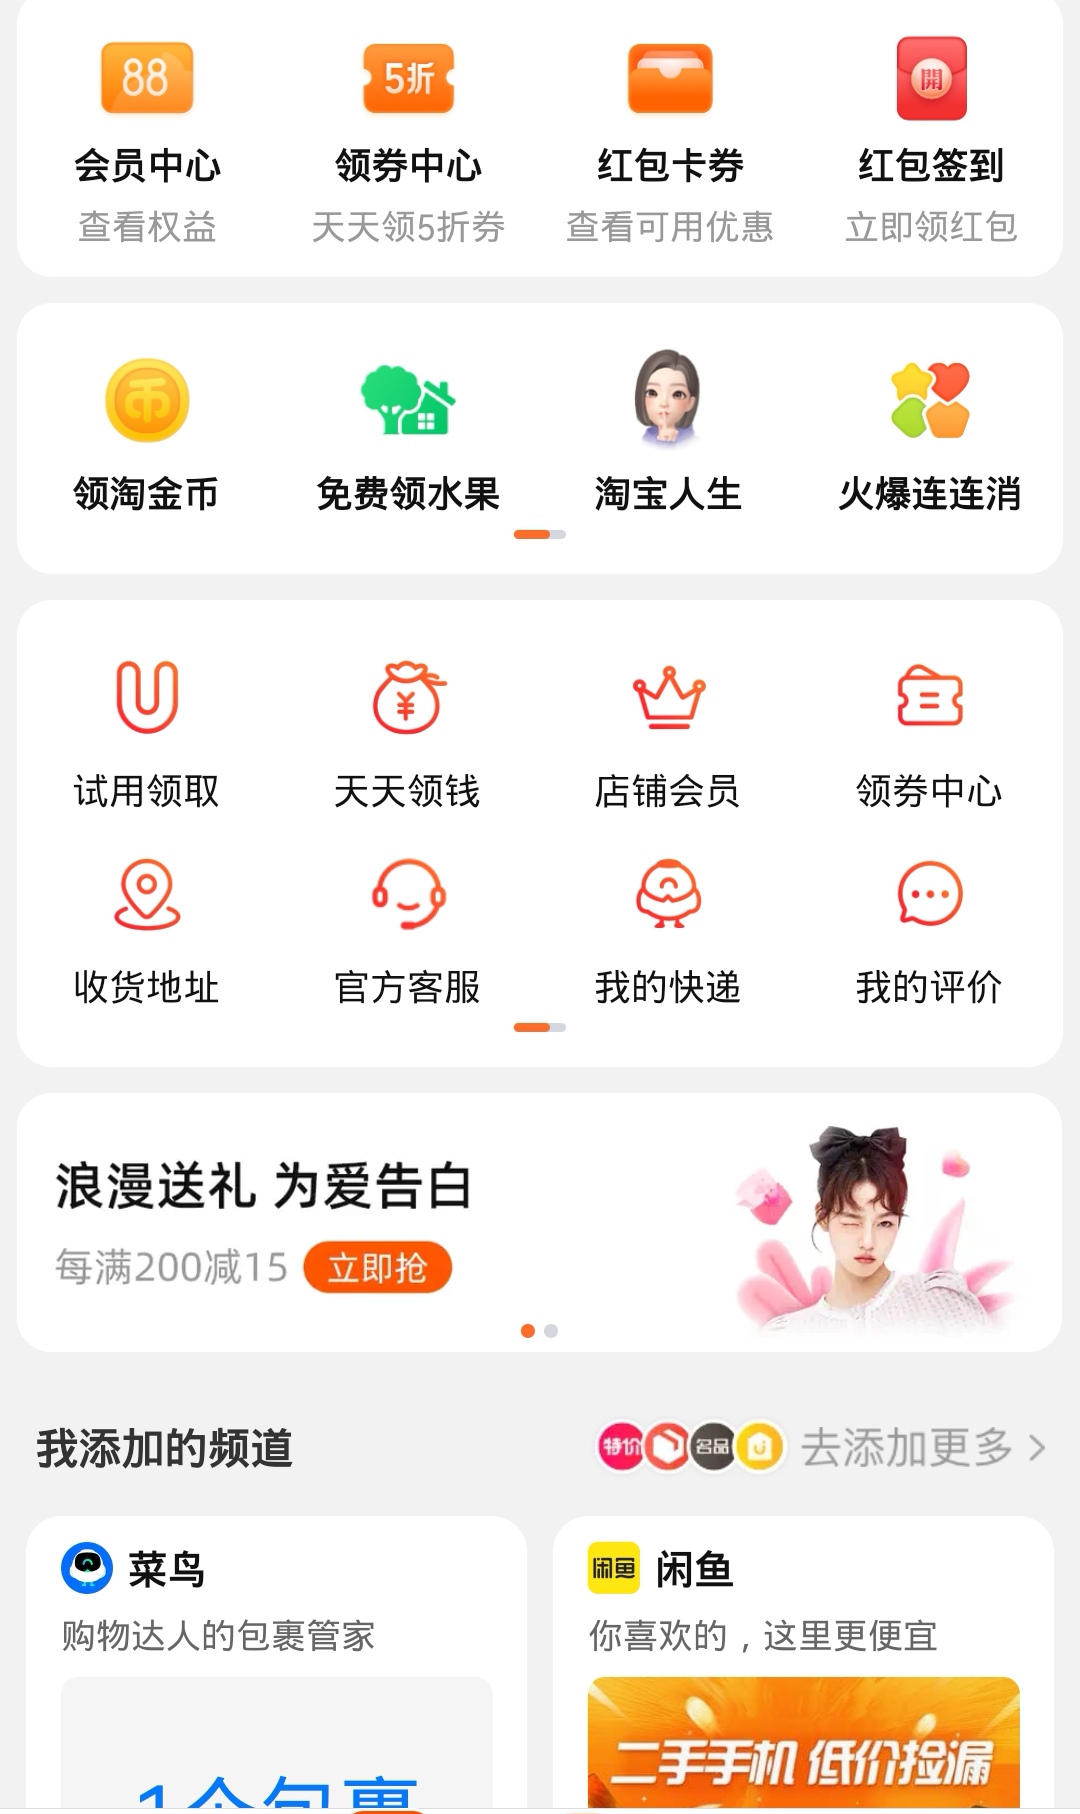 88
5折
開
会员中心
领券中心
红包卡券
红包签到
查看权益
天天领5折券
查看可用优惠
立即领红包
币
领淘金币
免费领水果
淘宝人生
火爆连连消
¥
试用领取
天天领钱
店铺会员
领券中心
收货地址
官方客服
我的快递
我的评价
浪漫送礼 为爱告白
每满200减15
立即抢
我添加的频道
特价
名品
去添加更多
菜鸟
闲鱼
闲鱼
购物达人的包裹管家
你喜欢的，这里更便宜
二手手机 低价捡漏
1个包裹